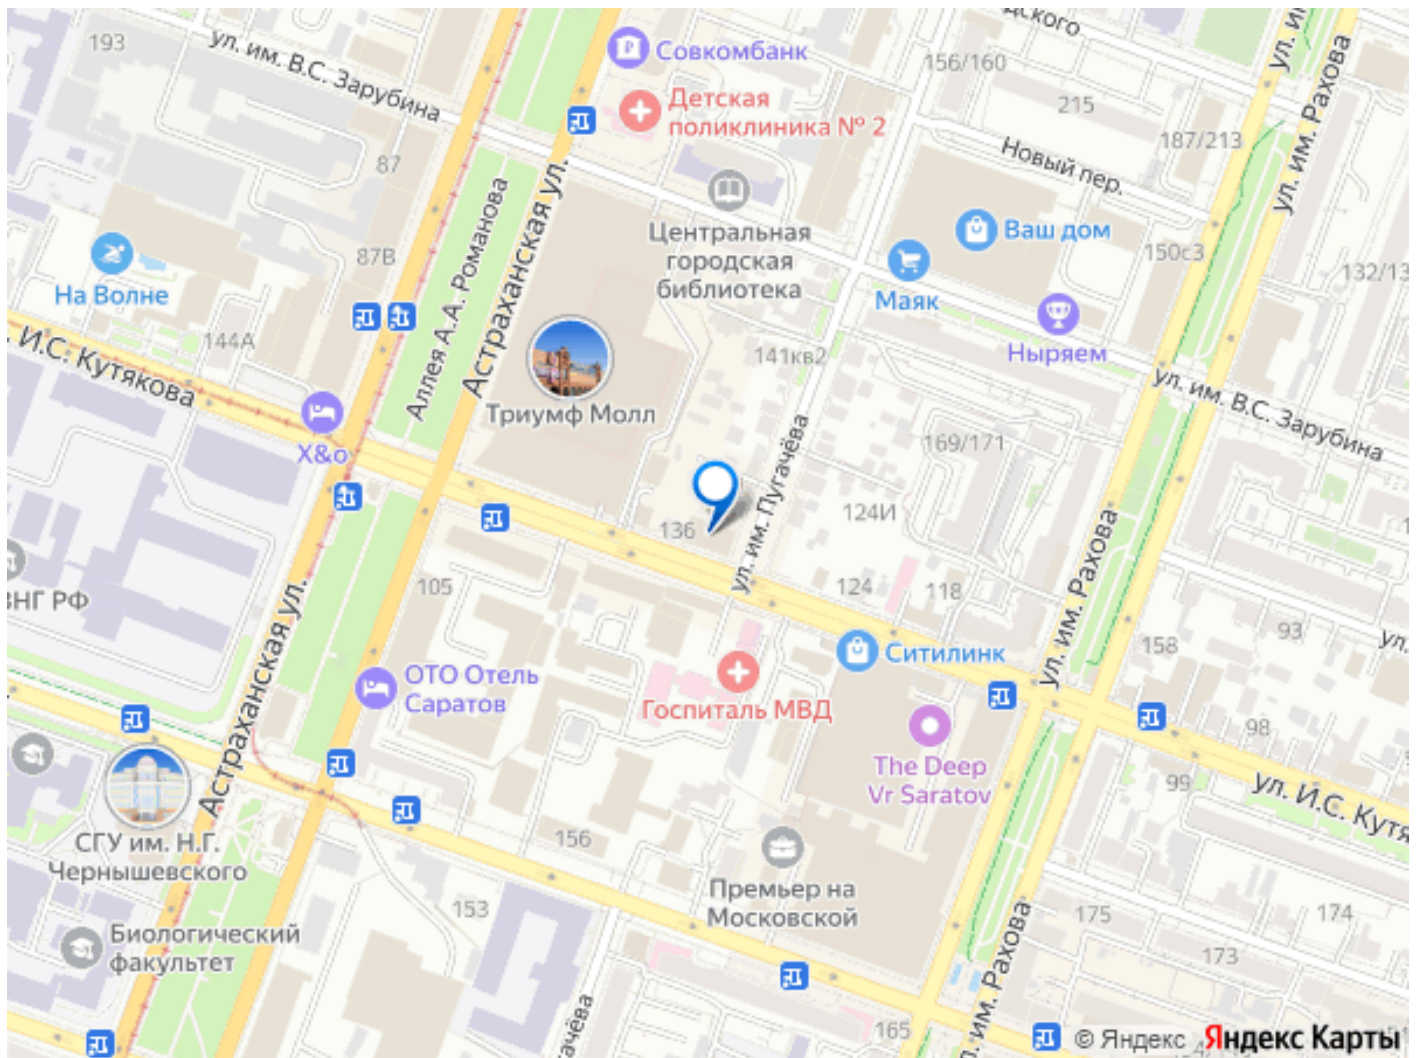 193
ул. им. В.С. Зарубина
Совкомбанк
дского
156/160
215
187/213
ул. им. Рахова
Детская
поликлиника № 2
87
Новый пер.
Аллея А.А. Романова
Астраханская ул.
Центральная
городская
библиотека
Ваш дом
150с3
132/13
87В
На Волне
Маяк
144А
Ныряем
141кв2
И.С. Кутякова
Триумф Молл
ул. им. В.С. Зарубина
X&o
169/171
ул. им. Пугачёва
124И
136
ул. им. Рахова
105
124
118
ВНГ РФ
93
158
ул.
Ситилинк
Астраханская ул.
ОТО Отель
Саратов
Госпиталь МВД
98
The Deep
Vr Saratov
99
ул. И.С. Кутя
СГУ им. Н.Г.
Чернышевского
156
Премьер на
Московской
153
175
174
173
Биологический
факультет
им. Рахова
165
© Яндекс Яндекс Карты